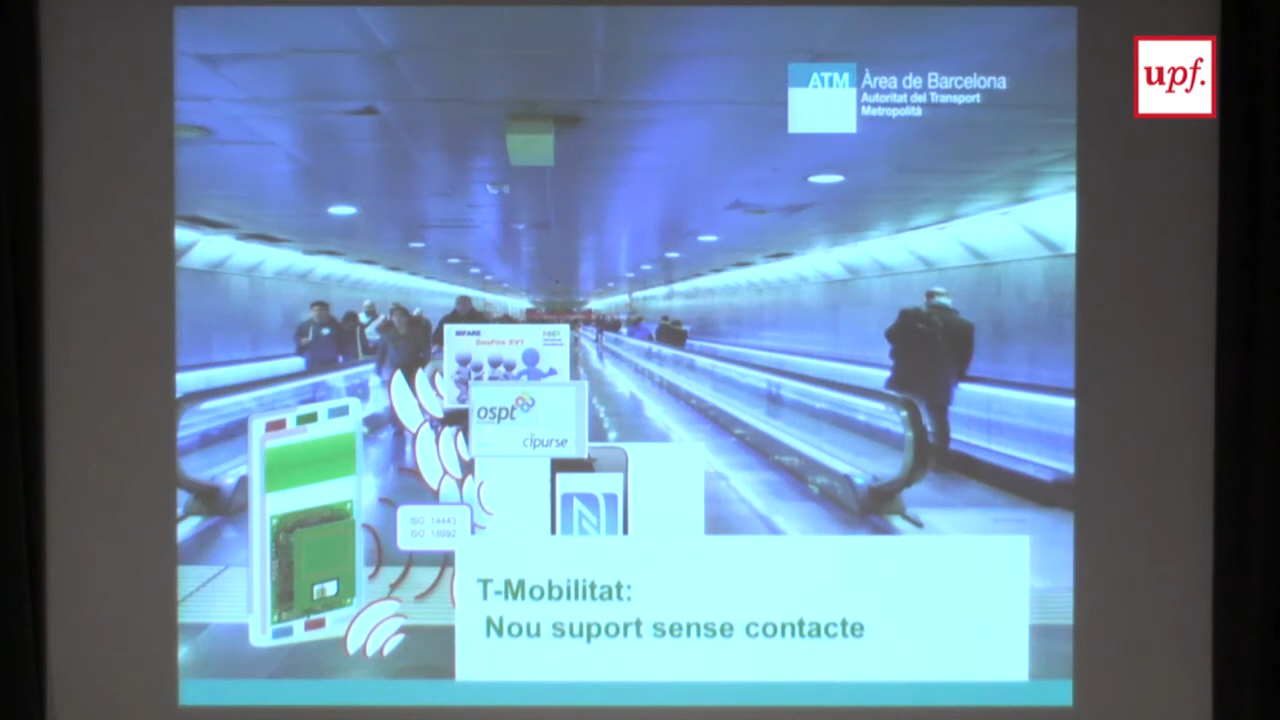 upf.
ATM
Àrea de Barcelona
Autoritat del Transport
Metropolità
MIFARE
DesFire EV1
ospt
cipurse
ISO 14443
ISO 18092
T-Mobilitat:
Nou suport sense contacte